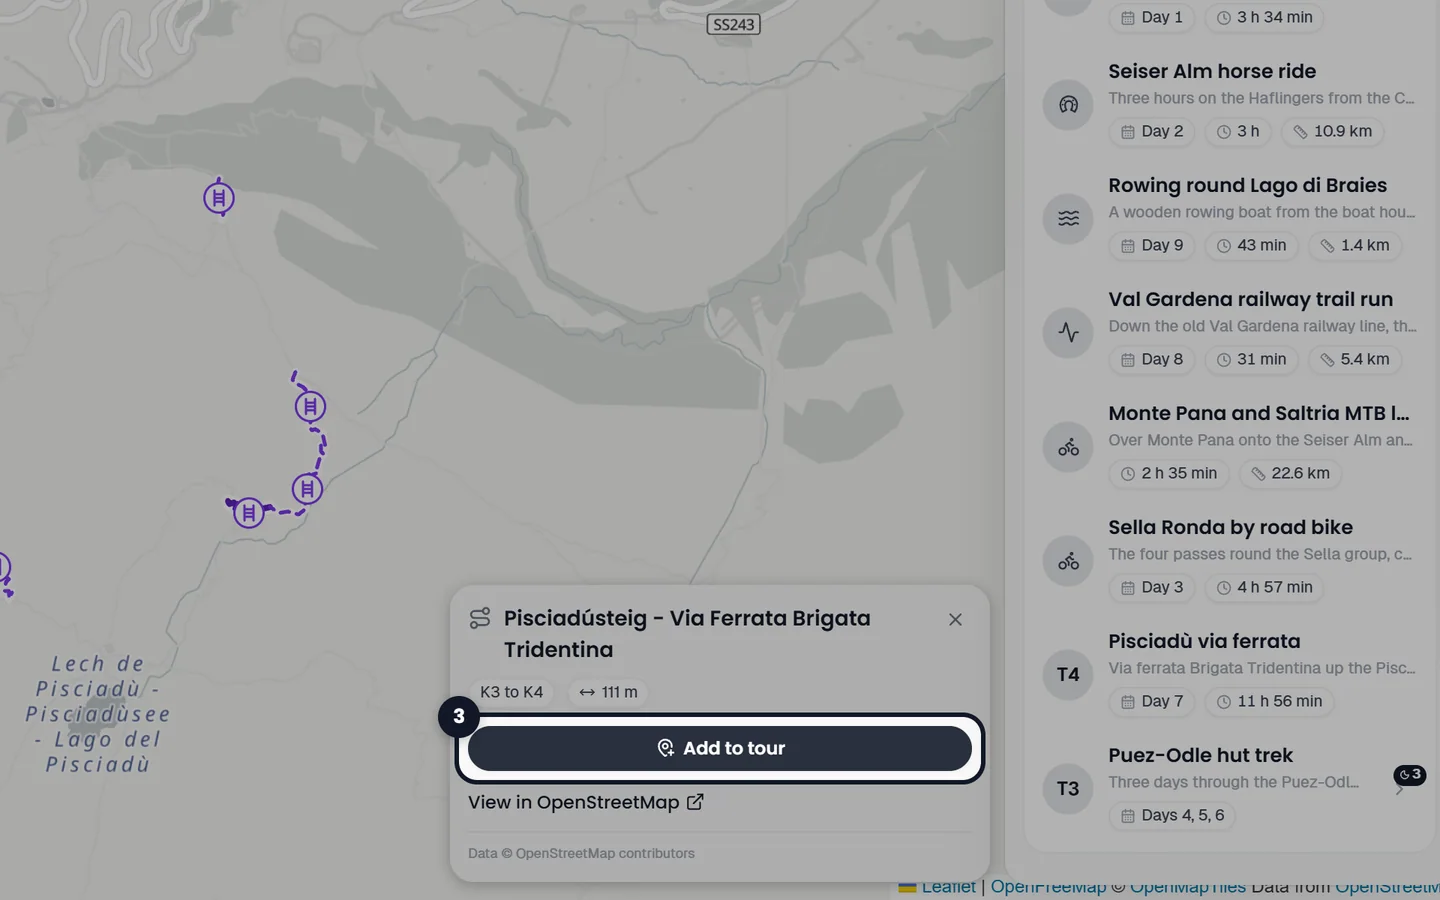 SS243
Lech de
Pisciadù -
Pisciadùsee
- Lago del
Pisciadù
Pisciadústeig - Via Ferrata Brigata
Tridentina
K3 to K4
111 m
3
Add to tour
View in OpenStreetMap
Data © OpenStreetMap contributors
Day 1
3 h 34 min
Seiser Alm horse ride
Three hours on the Haflingers from the C...
Day 2
3 h
10.9 km
Rowing round Lago di Braies
A wooden rowing boat from the boat hou...
Day 9
43 min
1.4 km
Val Gardena railway trail run
Down the old Val Gardena railway line, th...
Day 8
31 min
5.4 km
Monte Pana and Saltria MTB l...
Over Monte Pana onto the Seiser Alm an...
2 h 35 min
22.6 km
Sella Ronda by road bike
The four passes round the Sella group, c...
Day 3
4 h 57 min
T4
Pisciadù via ferrata
Via ferrata Brigata Tridentina up the Pisc...
Day 7
11 h 56 min
T3
Puez-Odle hut trek
Three days through the Puez-Odl...
3
Days 4, 5, 6
Leaflet | OpenFreeMap © OpenMapTiles Data from OpenStreetM